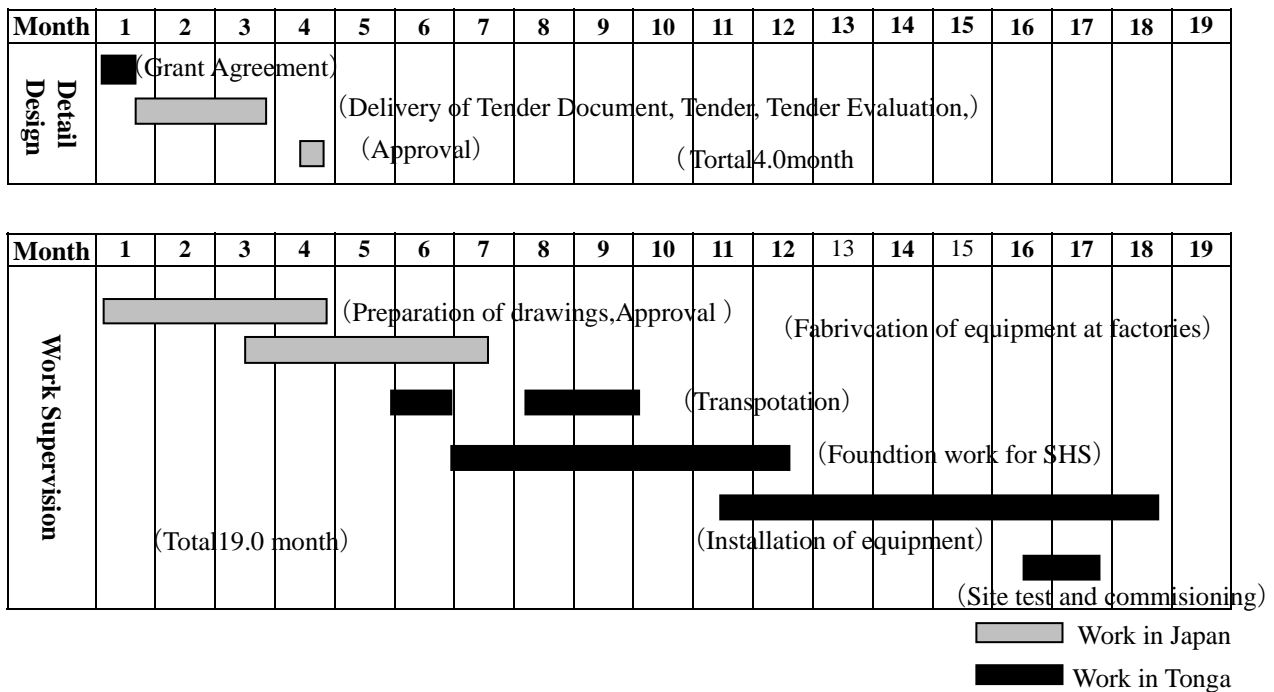 Month 1 2 3 4 5 6 7 8 9 10 11 12 13 14 15 16 17 18 19
Detail Design
(Grant Agreement)
(Delivery of Tender Document, Tender, Tender Evaluation,)
(Approval) (Tortal4.0month
Month 1 2 3 4 5 6 7 8 9 10 11 12 13 14 15 16 17 18 19
Work Supervision
(Preparation of drawings,Approval )
(Fabrivcation of equipment at factories)
(Transpotation)
(Foundtion work for SHS)
(Total19.0 month) (Installation of equipment)
(Site test and commisioning)
Work in Japan
Work in Tonga